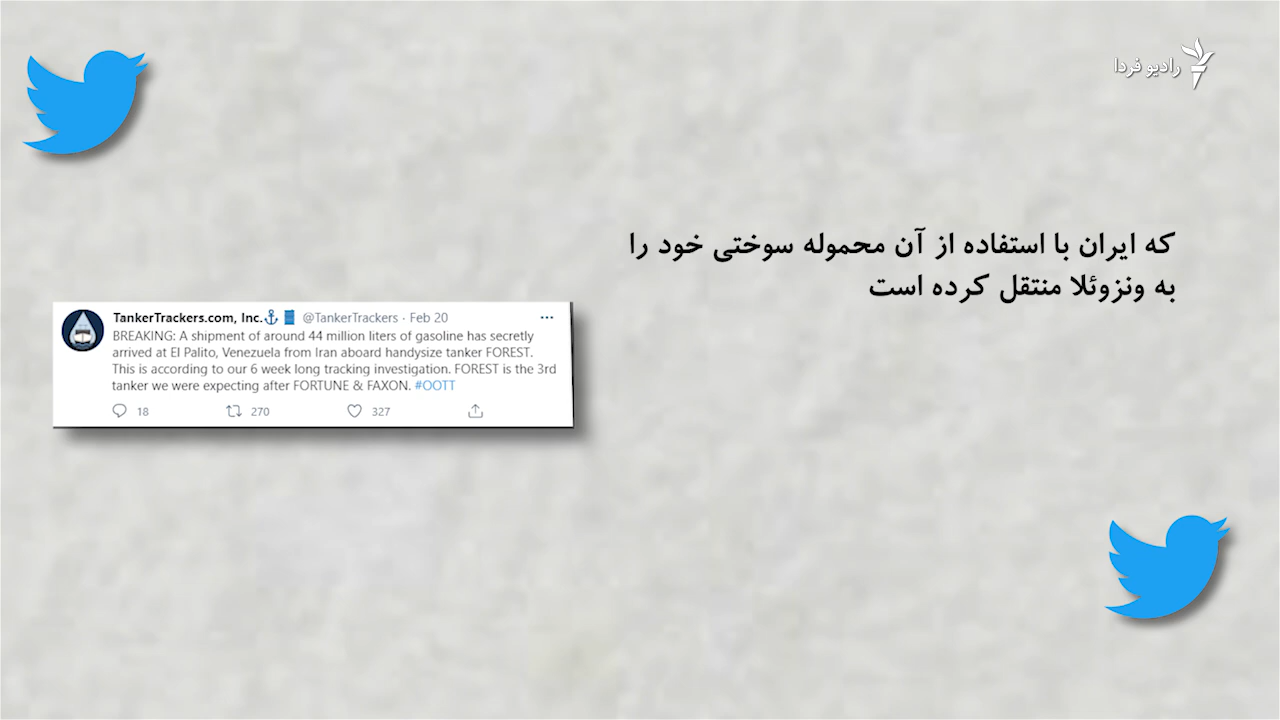 رادیو فردا
که ایران با استفاده از آن محموله سوختی خود را
به ونزوئلا منتقل کرده است
TankerTrackers.com, Inc.⚓🛢 @TankerTrackers · Feb 20 ···
BREAKING: A shipment of around 44 million liters of gasoline has secretly
arrived at El Palito, Venezuela from Iran aboard handysize tanker FOREST.
This is according to our 6 week long tracking investigation. FOREST is the 3rd
tanker we were expecting after FORTUNE & FAXON. #OOTT
18 270 327